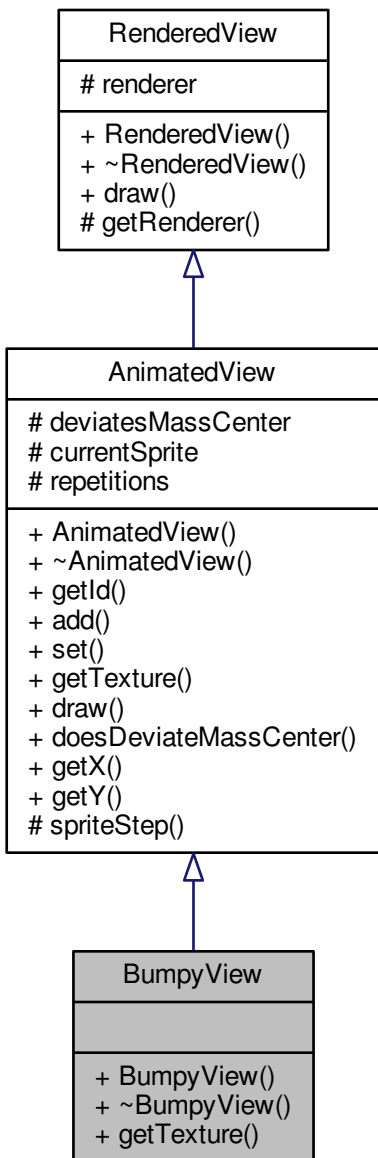 RenderedView
# renderer
+ RenderedView()
+ ~RenderedView()
+ draw()
# getRenderer()
AnimatedView
# deviatesMassCenter
# currentSprite
# repetitions
+ AnimatedView()
+ ~AnimatedView()
+ getId()
+ add()
+ set()
+ getTexture()
+ draw()
+ doesDeviateMassCenter()
+ getX()
+ getY()
# spriteStep()
BumpyView
+ BumpyView()
+ ~BumpyView()
+ getTexture()